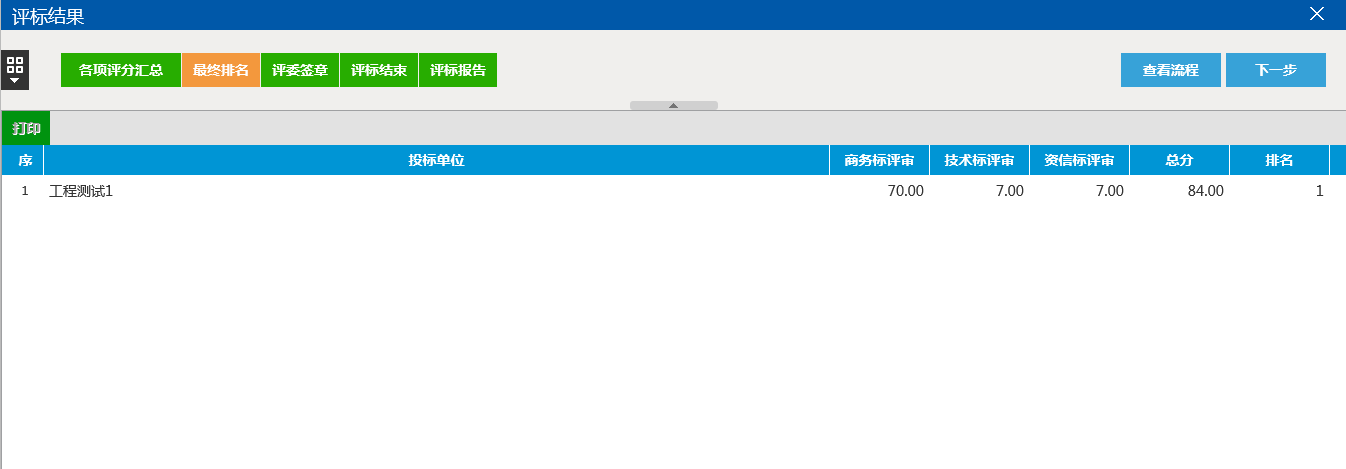 评标结果
各项评分汇总 最终排名 评委签章 评标结束 评标报告 查看流程 下一步
打印
序 投标单位 商务标评审 技术标评审 资信标评审 总分 排名
1 工程测试1 70.00 7.00 7.00 84.00 1